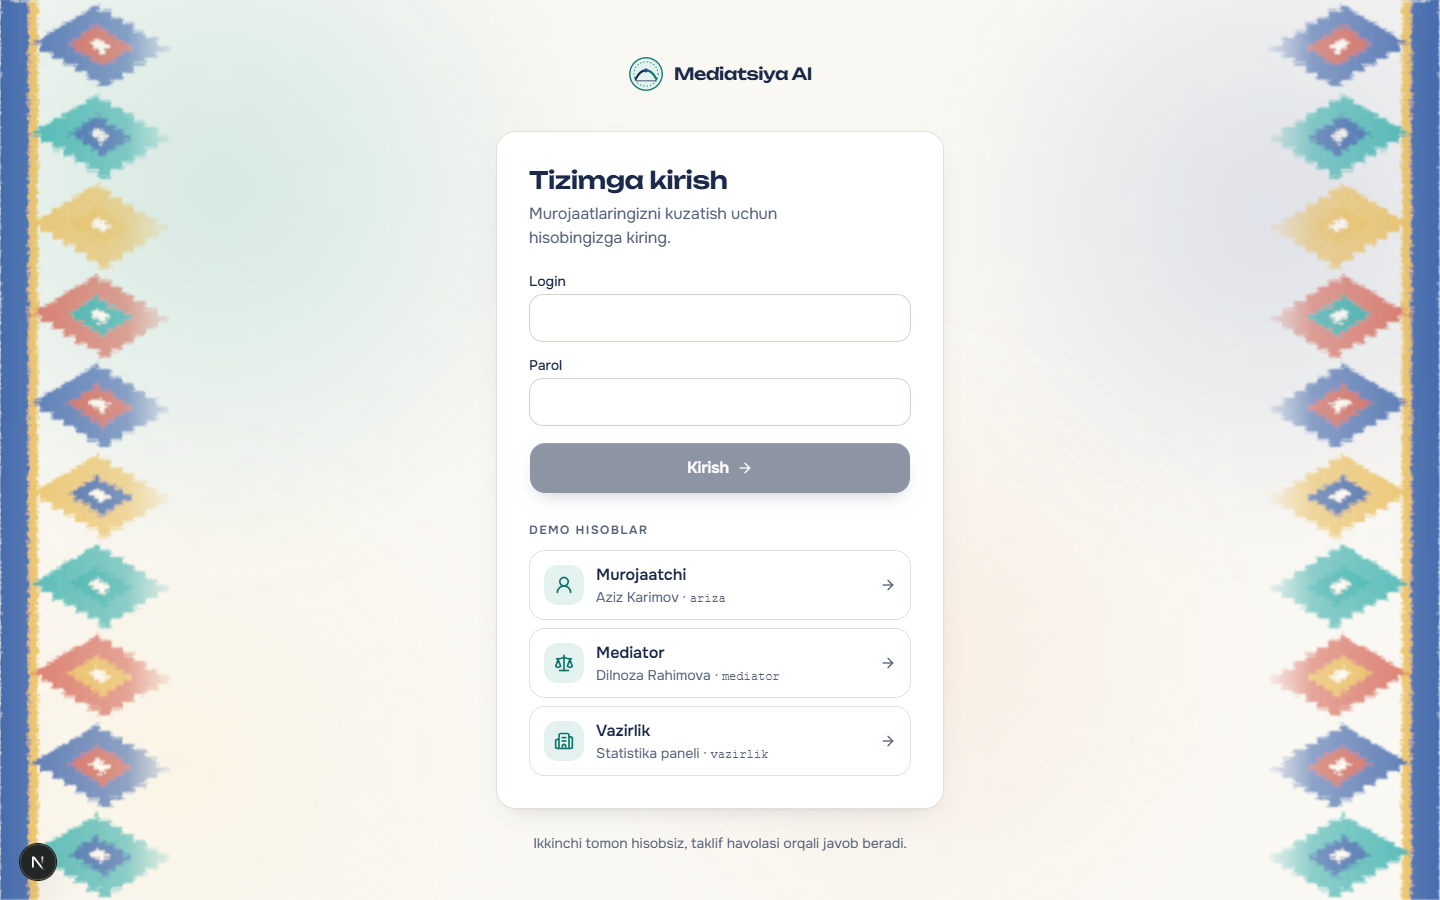 Mediatsiya AI
Tizimga kirish
Murojaatlaringizni kuzatish uchun
hisobingizga kiring.
Login
Parol
Kirish →
DEMO HISOBLAR
Murojaatchi
Aziz Karimov · ariza
Mediator
Dilnoza Rahimova · mediator
Vazirlik
Statistika paneli · vazirlik
Ikkinchi tomon hisobsiz, taklif havolasi orqali javob beradi.
N